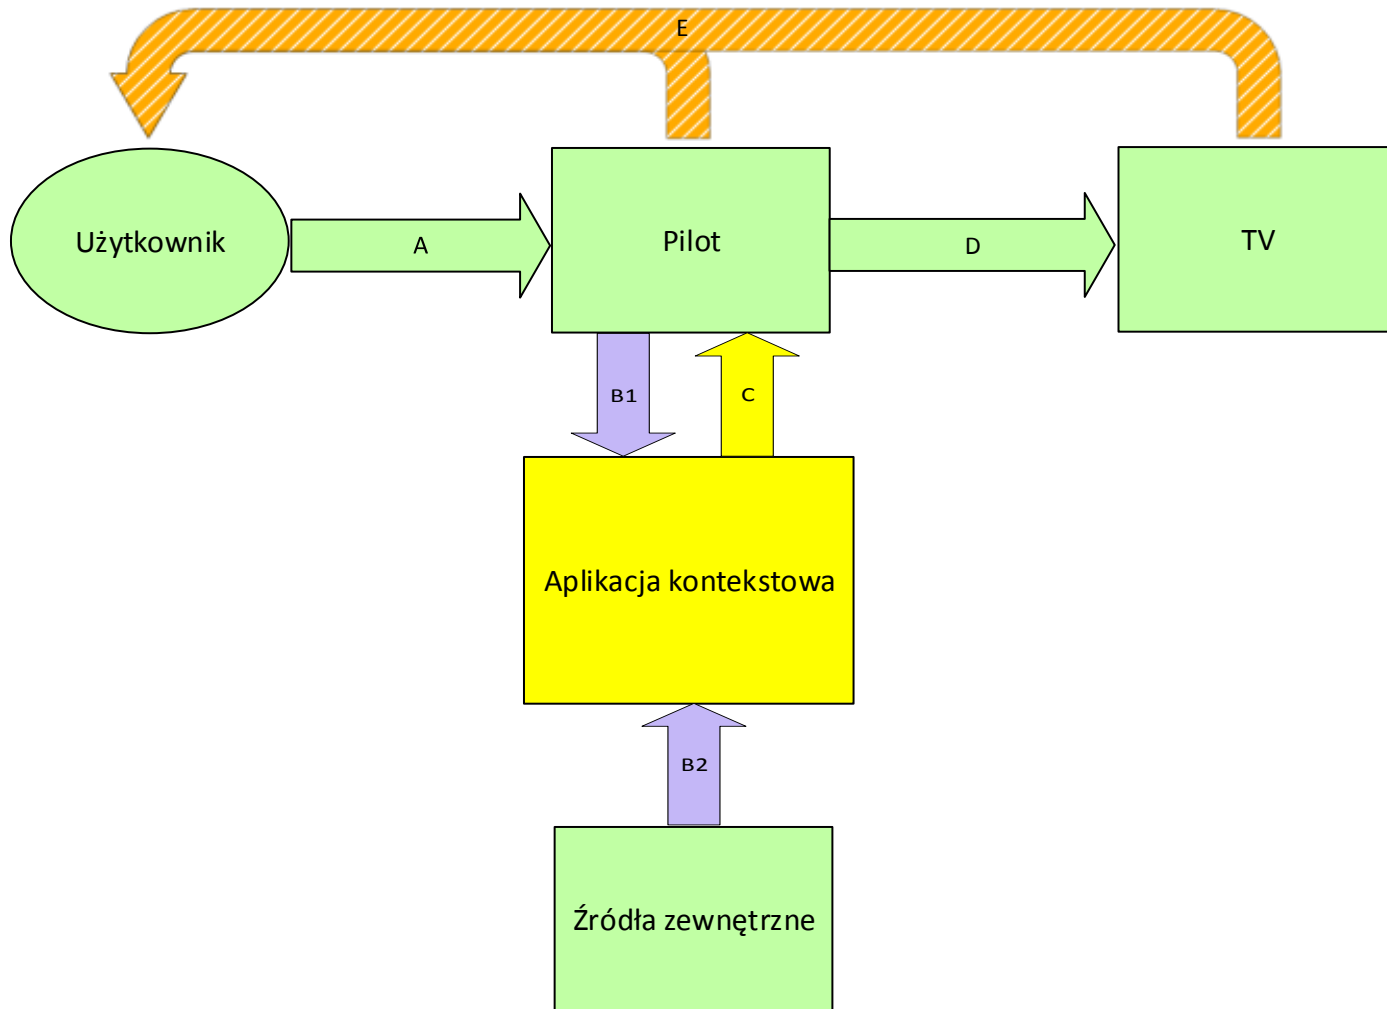 E
Użytkownik
A
Pilot
D
TV
B1
C
Aplikacja kontekstowa
B2
Źródła zewnętrzne